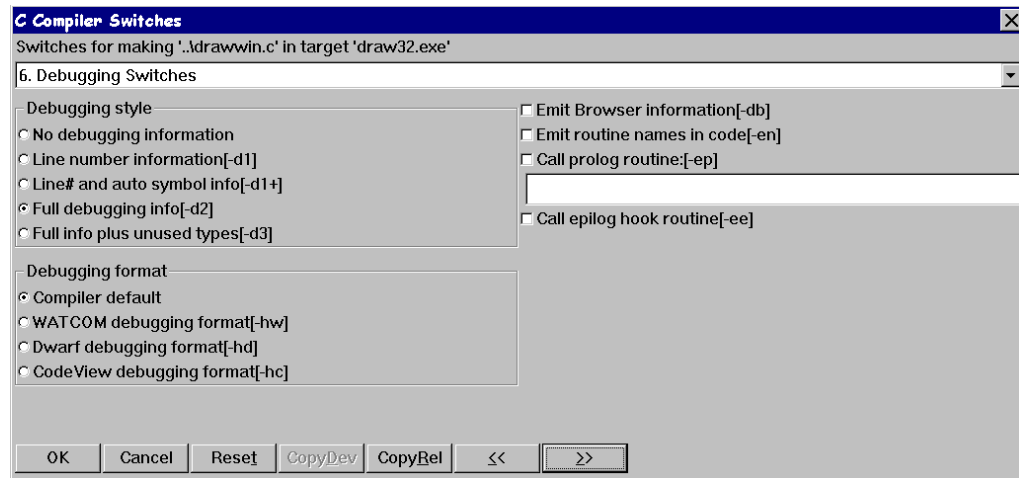 C Compiler Switches
Switches for making '..\drawwin.c' in target 'draw32.exe'
6. Debugging Switches
Debugging style
No debugging information
Line number information[-d1]
Line# and auto symbol info[-d1+]
Full debugging info[-d2]
Full info plus unused types[-d3]
Emit Browser information[-db]
Emit routine names in code[-en]
Call prolog routine:[-ep]
Call epilog hook routine[-ee]
Debugging format
Compiler default
WATCOM debugging format[-hw]
Dwarf debugging format[-hd]
CodeView debugging format[-hc]
OK Cancel Reset CopyDev CopyRel << >>